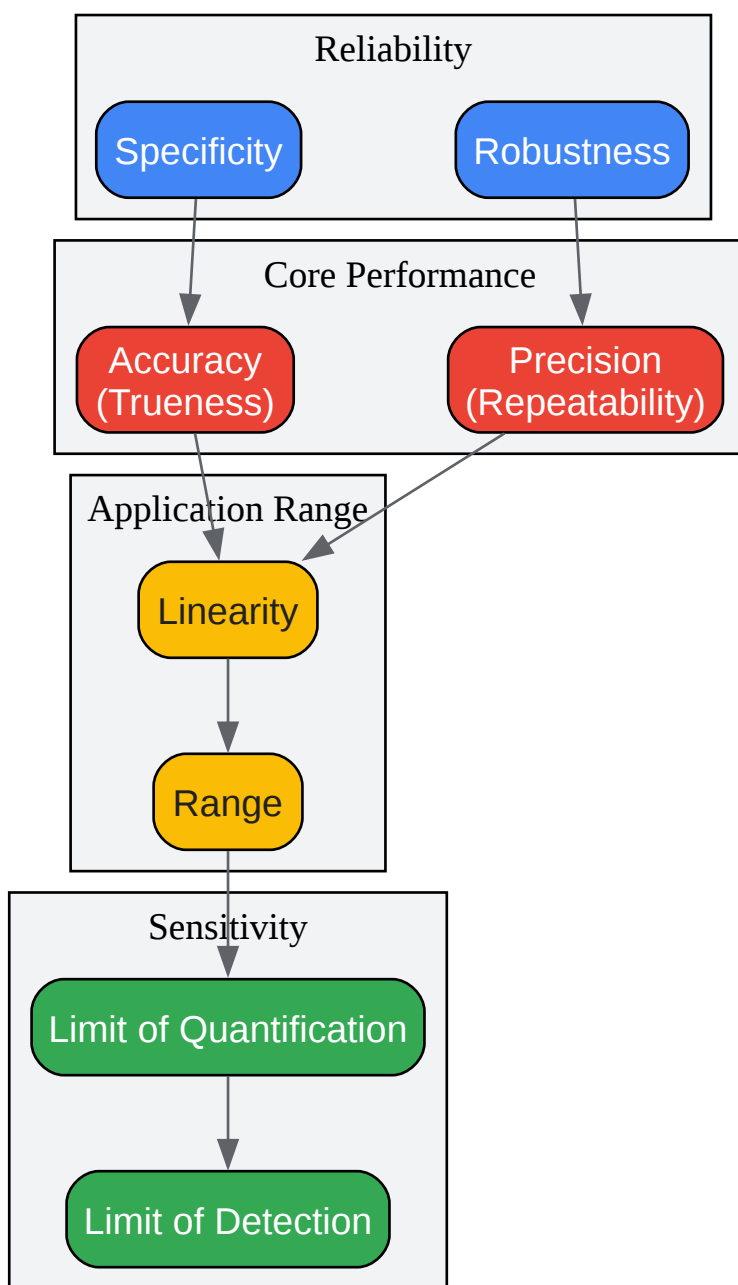 Reliability
Specificity
Robustness
Core Performance
Accuracy
(Trueness)
Precision
(Repeatability)
Application Range
Linearity
Range
Sensitivity
Limit of Quantification
Limit of Detection